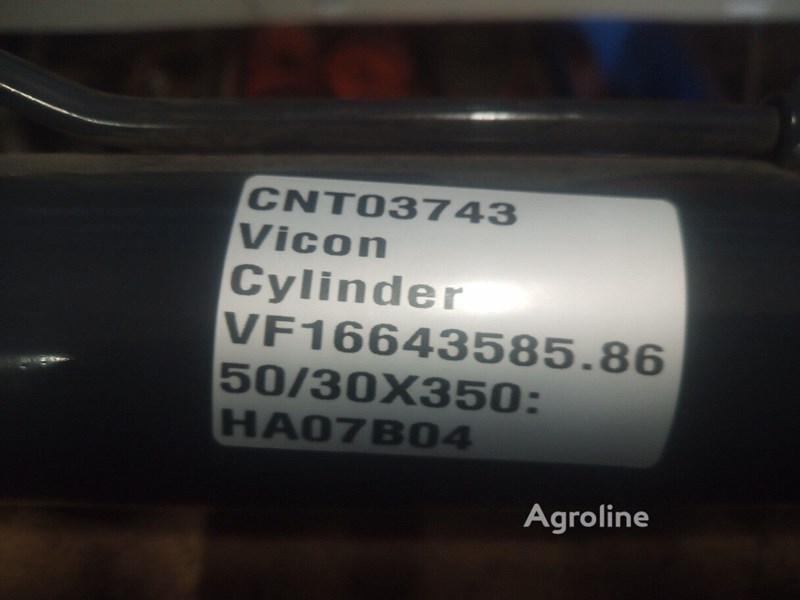 CNT03743
Vicon
Cylinder
VF16643585.86
50/30X350:
HA07B04
Agroline